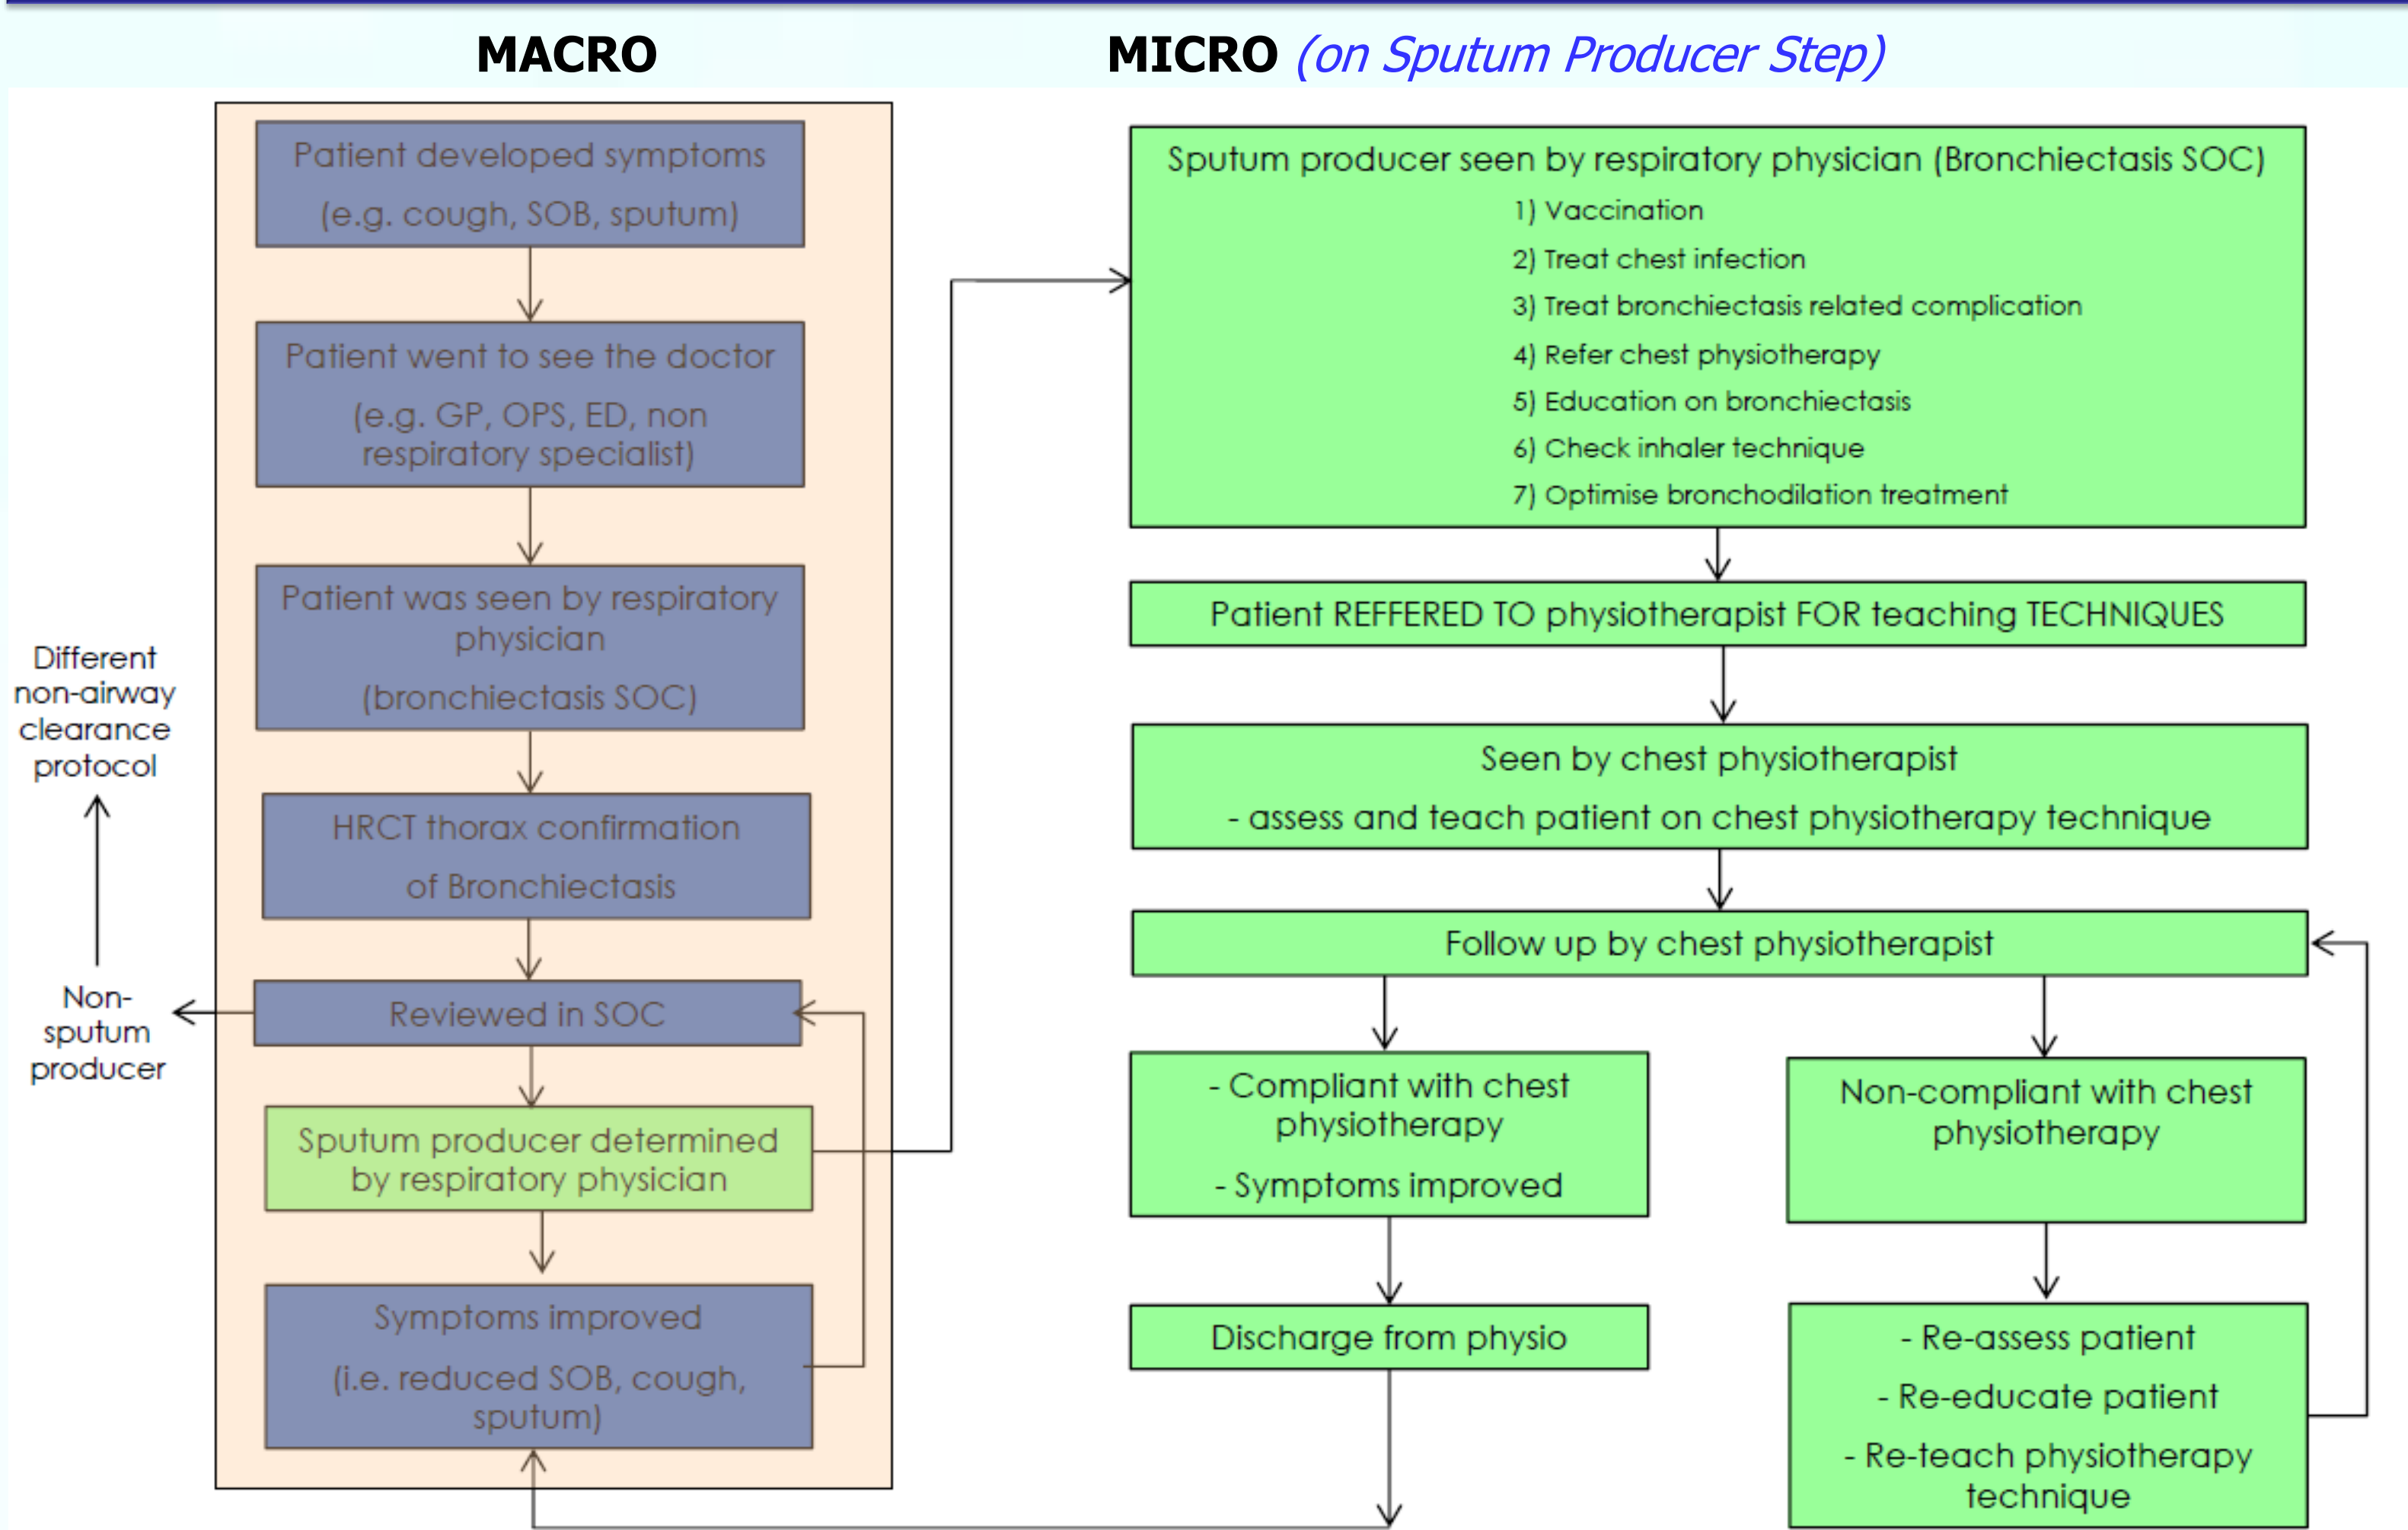 MACRO
MICRO (on Sputum Producer Step)
Patient developed symptoms
(e.g. cough, SOB, sputum)
Patient went to see the doctor
(e.g. GP, OPS, ED, non
respiratory specialist)
Patient was seen by respiratory
physician
(bronchiectasis SOC)
HRCT thorax confirmation
of Bronchiectasis
Reviewed in SOC
Different
non-airway
clearance
protocol
Non-
sputum
producer
Sputum producer determined
by respiratory physician
Symptoms improved
(i.e. reduced SOB, cough,
sputum)
Sputum producer seen by respiratory physician (Bronchiectasis SOC)
1) Vaccination
2) Treat chest infection
3) Treat bronchiectasis related complication
4) Refer chest physiotherapy
5) Education on bronchiectasis
6) Check inhaler technique
7) Optimise bronchodilation treatment
Patient REFFERED TO physiotherapist FOR teaching TECHNIQUES
Seen by chest physiotherapist
- assess and teach patient on chest physiotherapy technique
Follow up by chest physiotherapist
- Compliant with chest
physiotherapy
- Symptoms improved
Discharge from physio
Non-compliant with chest
physiotherapy
- Re-assess patient
- Re-educate patient
- Re-teach physiotherapy
technique